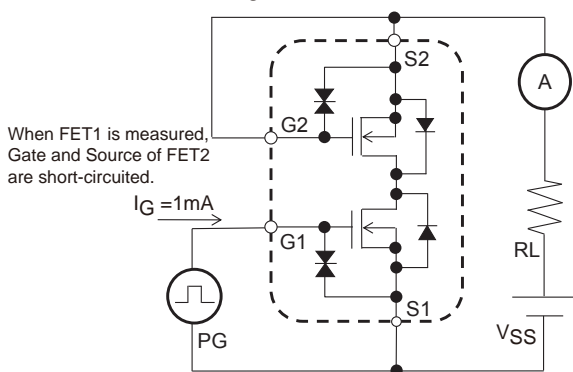 S2
A
When FET1 is measured,
Gate and Source of FET2
are short-circuited.
G2
IG =1mA
G1
RL
S1
PG
VSS